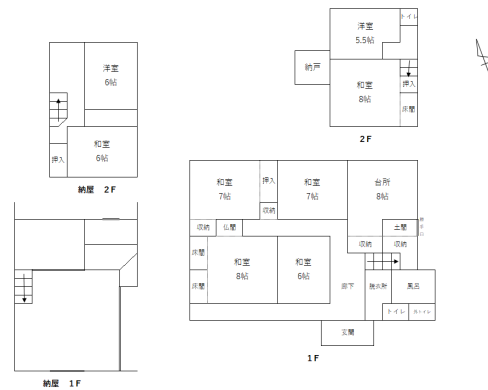 洋室
5.5帖
トイレ
納戸
和室
8帖
押入
床間
2F
洋室
6帖
和室
6帖
押入
納屋 2F
和室
7帖
押入
収納
和室
7帖
台所
8帖
収納
仏間
土間
収納
収納
床間
床間
和室
8帖
和室
6帖
廊下
脱衣所
風呂
トイレ
玄関
1F
納屋 1F